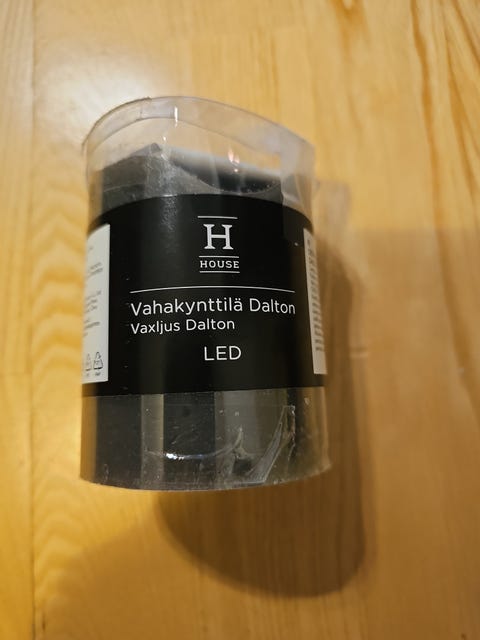 H
HOUSE
Vahakynttilä Dalton
Vaxljus Dalton
LED